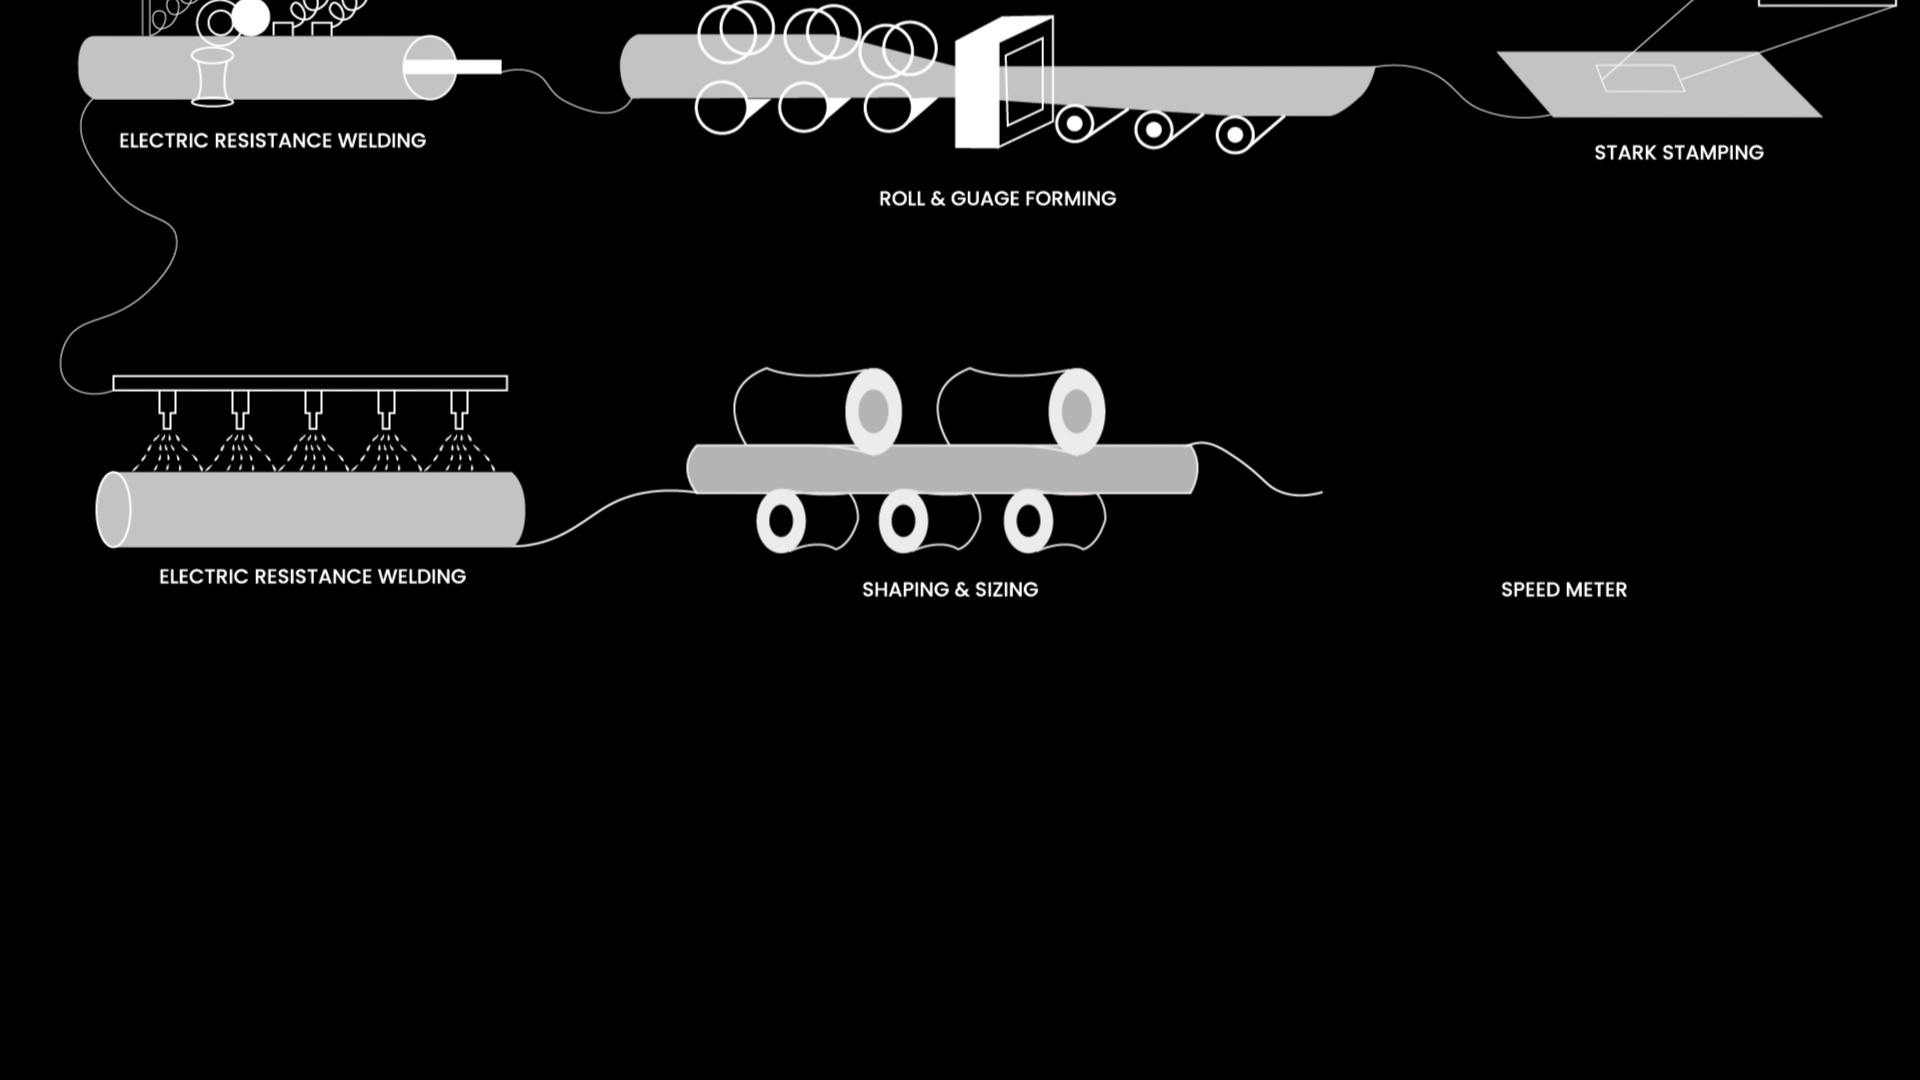 ELECTRIC RESISTANCE WELDING
ROLL & GUAGE FORMING
STARK STAMPING
ELECTRIC RESISTANCE WELDING
SHAPING & SIZING
SPEED METER